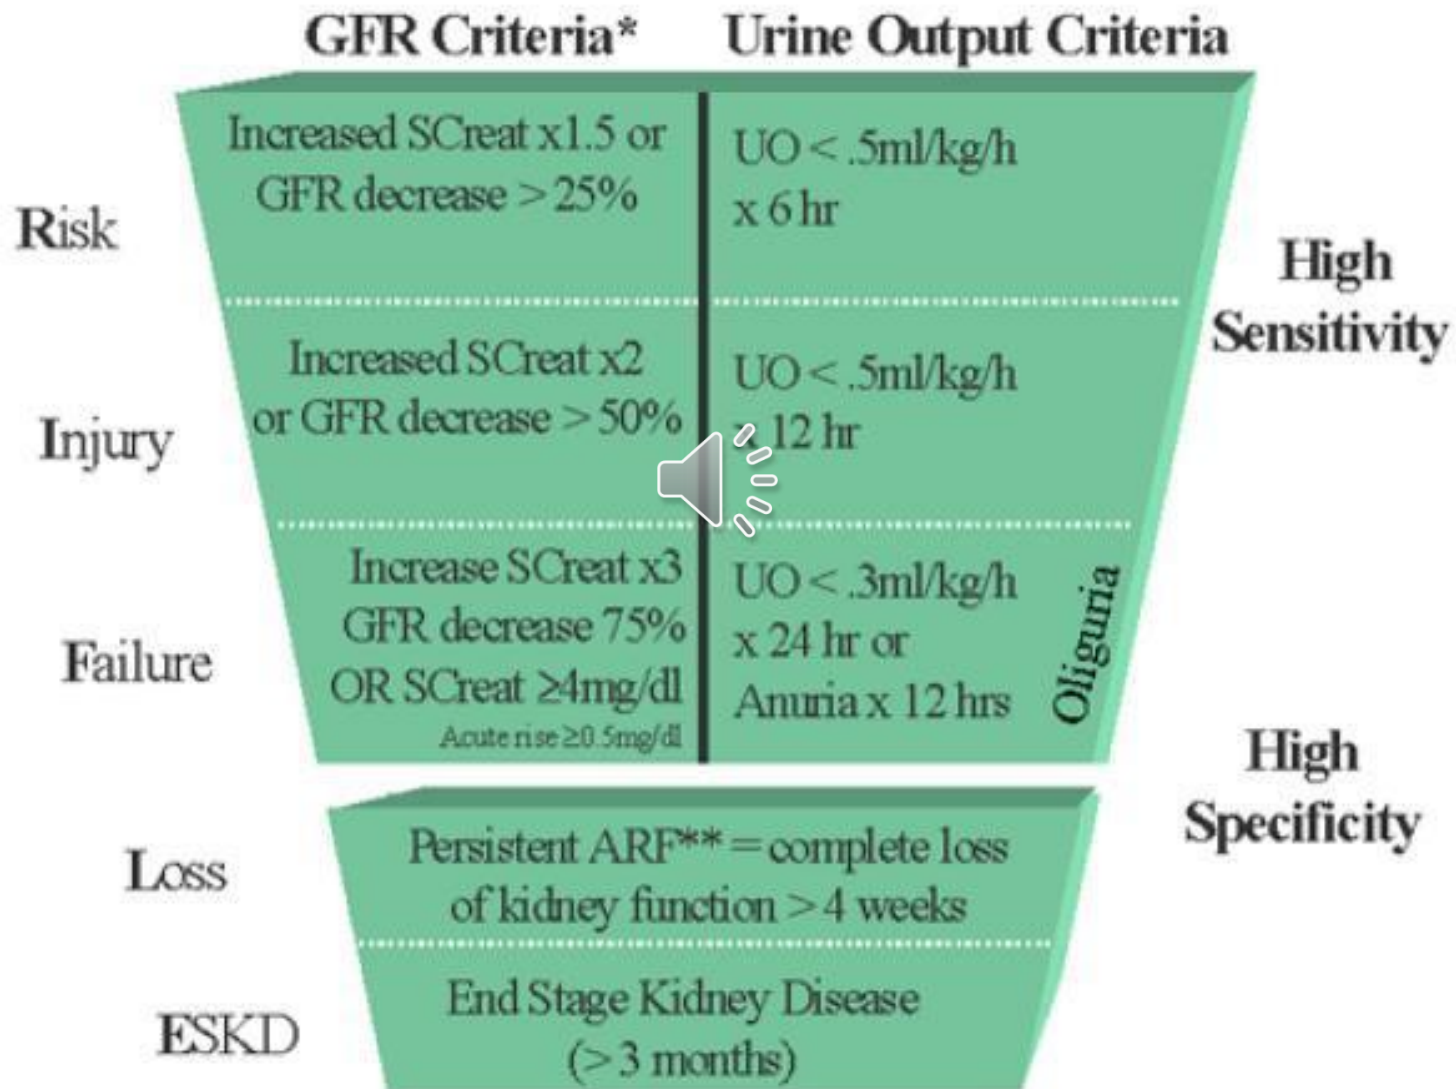 GFR Criteria* Urine Output Criteria
Risk
Increased SCreat x1.5 or
GFR decrease > 25%
UO < .5ml/kg/h
x 6 hr
High
Sensitivity
Injury
Increased SCreat x2
or GFR decrease > 50%
UO < .5ml/kg/h
x 12 hr
Failure
Increase SCreat x3
GFR decrease 75%
OR SCreat ≥4mg/dl
Acute rise ≥0.5mg/dl
UO < .3ml/kg/h
x 24 hr or
Anuria x 12 hrs
Oliguria
High
Specificity
Loss
Persistent ARF** = complete loss
of kidney function > 4 weeks
ESKD
End Stage Kidney Disease
(> 3 months)